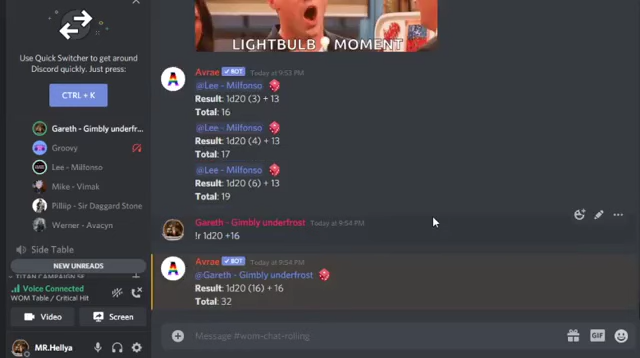 Use Quick Switcher to get around
Discord quickly. Just press:
CTRL + K
Gareth - Gimbly underfr...
Groovy
Lee - Milfonso
Mike - Vimak
Pilliip - Sir Daggard Stone
Werner - Avacyn
Side Table
NEW UNREADS
Voice Connected
WOM Table / Critical Hit
Video
Screen
MR.Hellya
LIGHTBULB MOMENT
Avrae BOT Today at 9:53 PM
@Lee - Milfonso
Result: 1d20 (3) + 13
Total: 16
@Lee - Milfonso
Result: 1d20 (4) + 13
Total: 17
@Lee - Milfonso
Result: 1d20 (6) + 13
Total: 19
Gareth - Gimbly underfrost Today at 9:54 PM
!r 1d20 +16
Avrae BOT Today at 9:54 PM
@Gareth - Gimbly underfrost
Result: 1d20 (16) + 16
Total: 32
Message #wom-chat-rolling
GIF